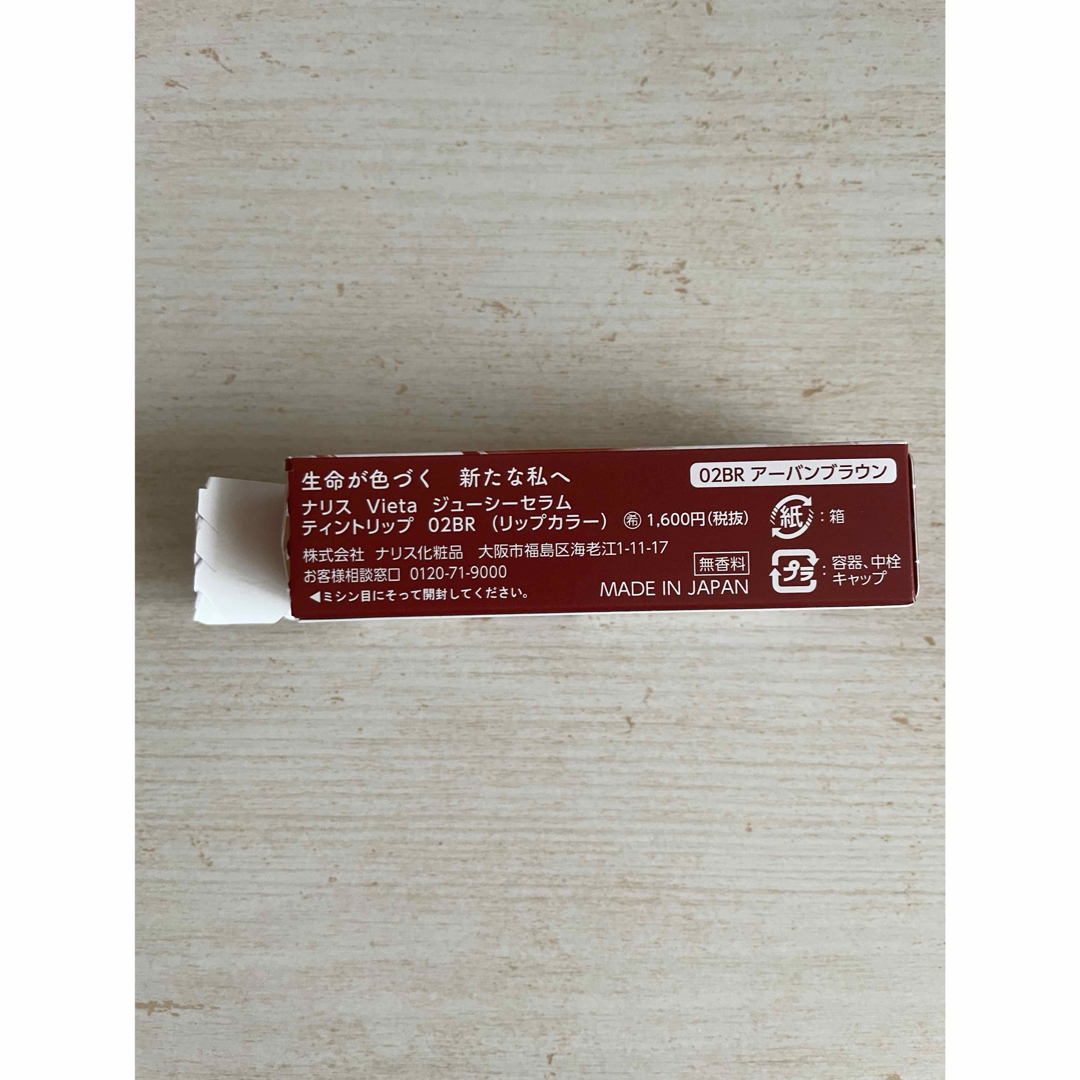 生命が色づく　新たな私へ
02BR アーバンブラウン
ナリス　Vieta　ジューシーセラム
ティントリップ　02BR　（リップカラー）　㋖ 1,600円（税抜）
株式会社　ナリス化粧品　大阪市福島区海老江1-11-17
お客様相談窓口　0120-71-9000
◀ミシン目にそって開封してください。
無香料
MADE IN JAPAN
紙：箱
プラ：容器、中栓
キャップ